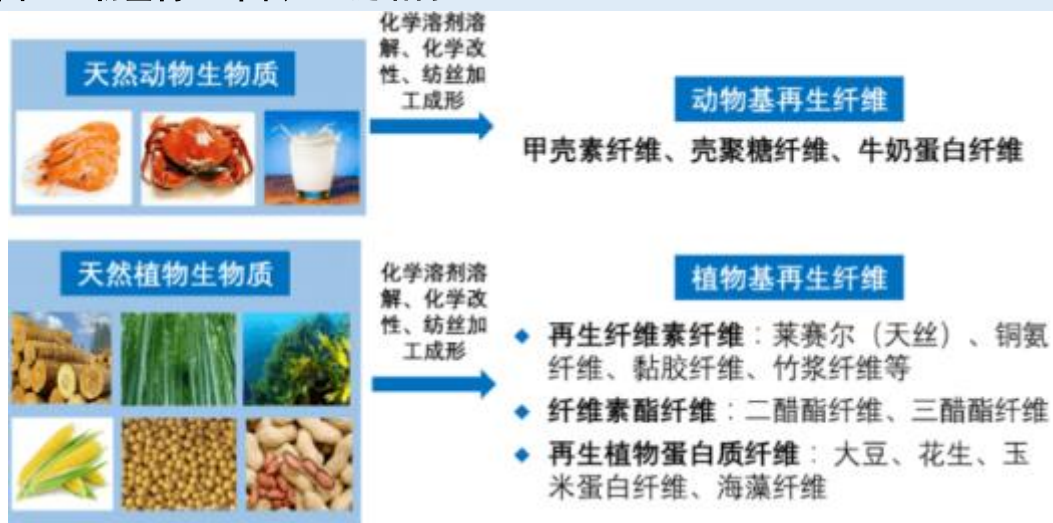 天然动物生物质
化学溶剂溶
解、化学改
性、纺丝加
工成形
动物基再生纤维
甲壳素纤维、壳聚糖纤维、牛奶蛋白纤维
天然植物生物质
化学溶剂溶
解、化学改
性、纺丝加
工成形
植物基再生纤维
◆ 再生纤维素纤维：莱赛尔（天丝）、铜氨
纤维、黏胶纤维、竹浆纤维等
◆ 纤维素酯纤维：二醋酯纤维、三醋酯纤维
◆ 再生植物蛋白质纤维：大豆、花生、玉
米蛋白纤维、海藻纤维